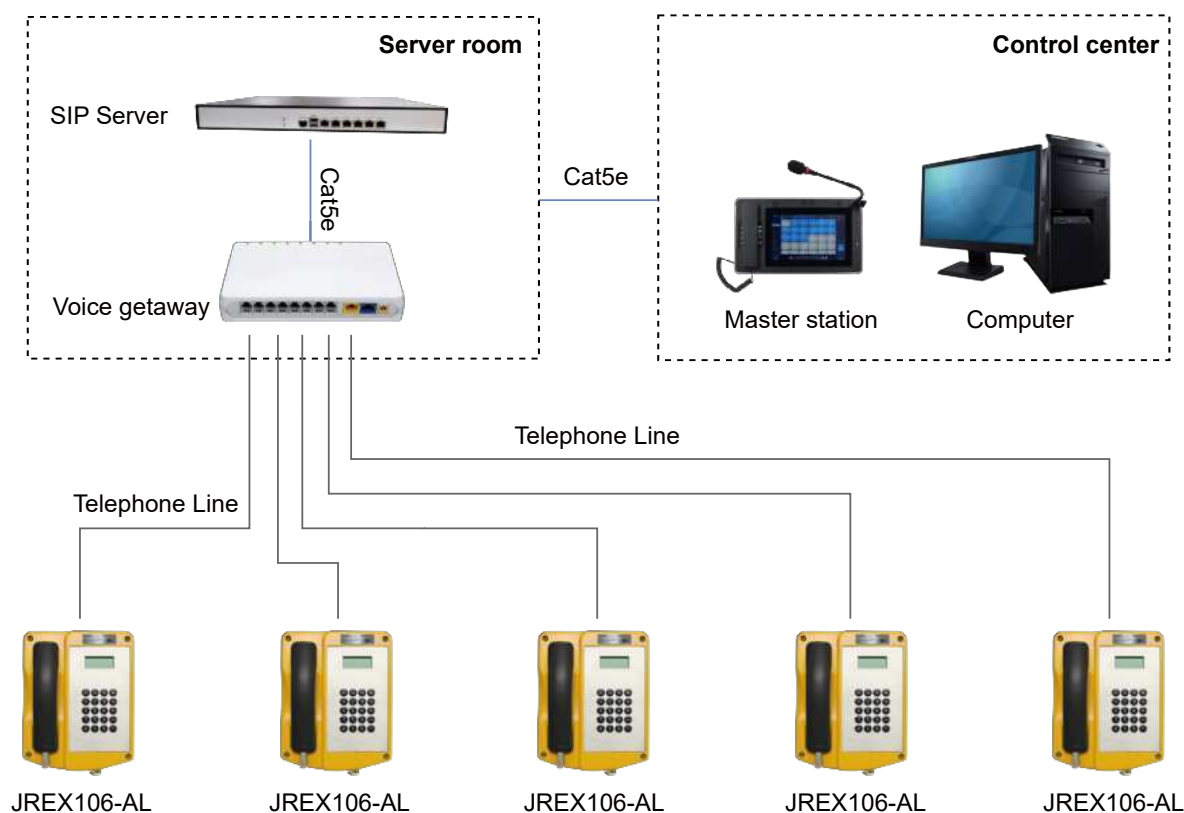 Server room
Control center
SIP Server
Cat5e
Cat5e
Voice getaway
Master station
Computer
Telephone Line
Telephone Line
JREX106-AL
JREX106-AL
JREX106-AL
JREX106-AL
JREX106-AL